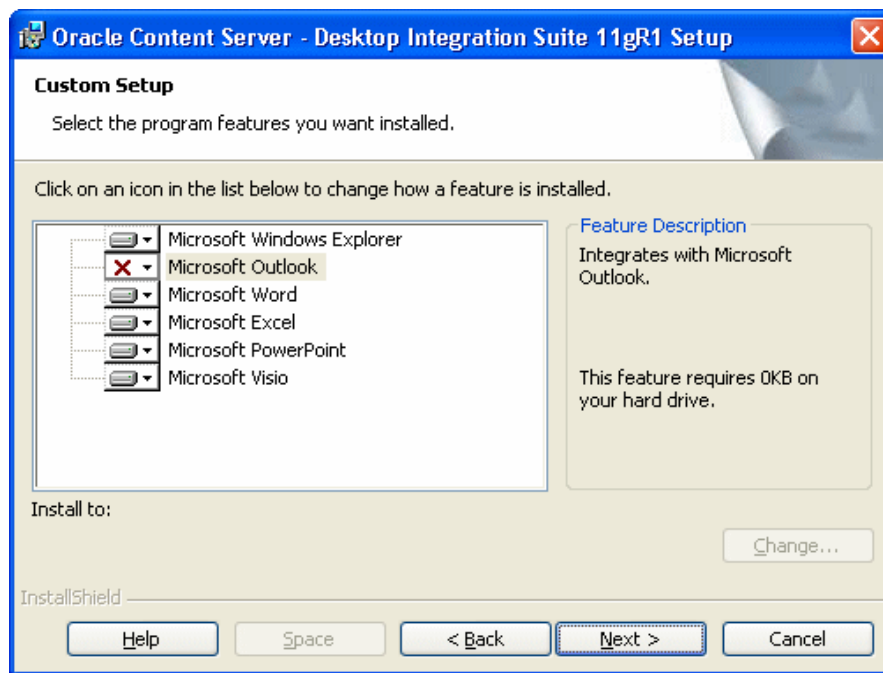 Oracle Content Server - Desktop Integration Suite 11gR1 Setup
Custom Setup
Select the program features you want installed.
Click on an icon in the list below to change how a feature is installed.
Microsoft Windows Explorer
Microsoft Outlook
Microsoft Word
Microsoft Excel
Microsoft PowerPoint
Microsoft Visio
Feature Description
Integrates with Microsoft
Outlook.
This feature requires 0KB on
your hard drive.
Install to:
Change...
InstallShield
Help
Space
< Back
Next >
Cancel